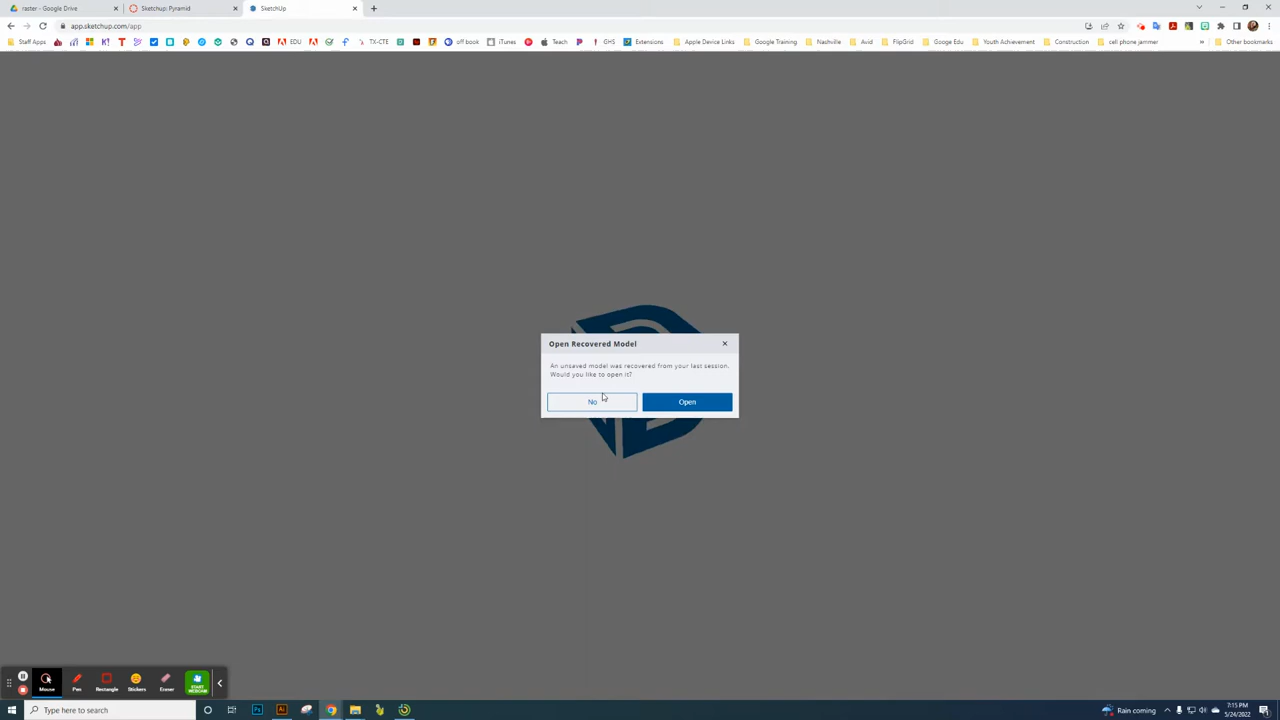 raster - Google Drive
Sketchup: Pyramid
SketchUp
app.sketchup.com/app
Staff Apps
EDU
TX-CTE
off book
iTunes
Teach
GHS
Extensions
Apple Device Links
Google Training
Nashville
Avid
FlipGrid
Googe Edu
Youth Achievement
Construction
cell phone jammer
»
Other bookmarks
Open Recovered Model
An unsaved model was recovered from your last session.
Would you like to open it?
No
Open
Mouse
Pen
Rectangle
Stickers
Eraser
START
WEBCAM
Type here to search
Ps
Ai
Rain coming
7:15 PM
5/24/2022